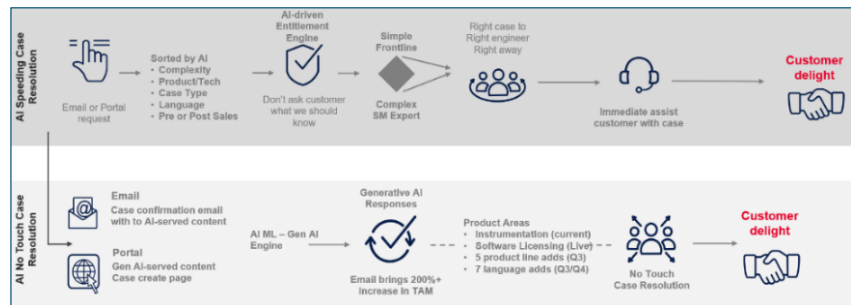 AI Speeding Case
Resolution
Email or Portal
request
Sorted by AI
• Complexity
• Product/Tech
• Case Type
• Language
• Pre or Post Sales
AI-driven
Entitlement
Engine
Don't ask customer
what we should
know
Simple
Frontline
Complex
SM Expert
Right case to
Right engineer
Right away
Immediate assist
customer with case
Customer
delight
AI No Touch Case
Resolution
Email
Case confirmation email
with to AI-served content
Portal
Gen AI-served content
Case create page
AI ML – Gen AI
Engine
Generative AI
Responses
Email brings 200%+
increase In TAM
Product Areas
• Instrumentation (current)
• Software Licensing (Live)
• 5 product line adds (Q3)
• 7 language adds (Q3/Q4)
No Touch
Case Resolution
Customer
delight